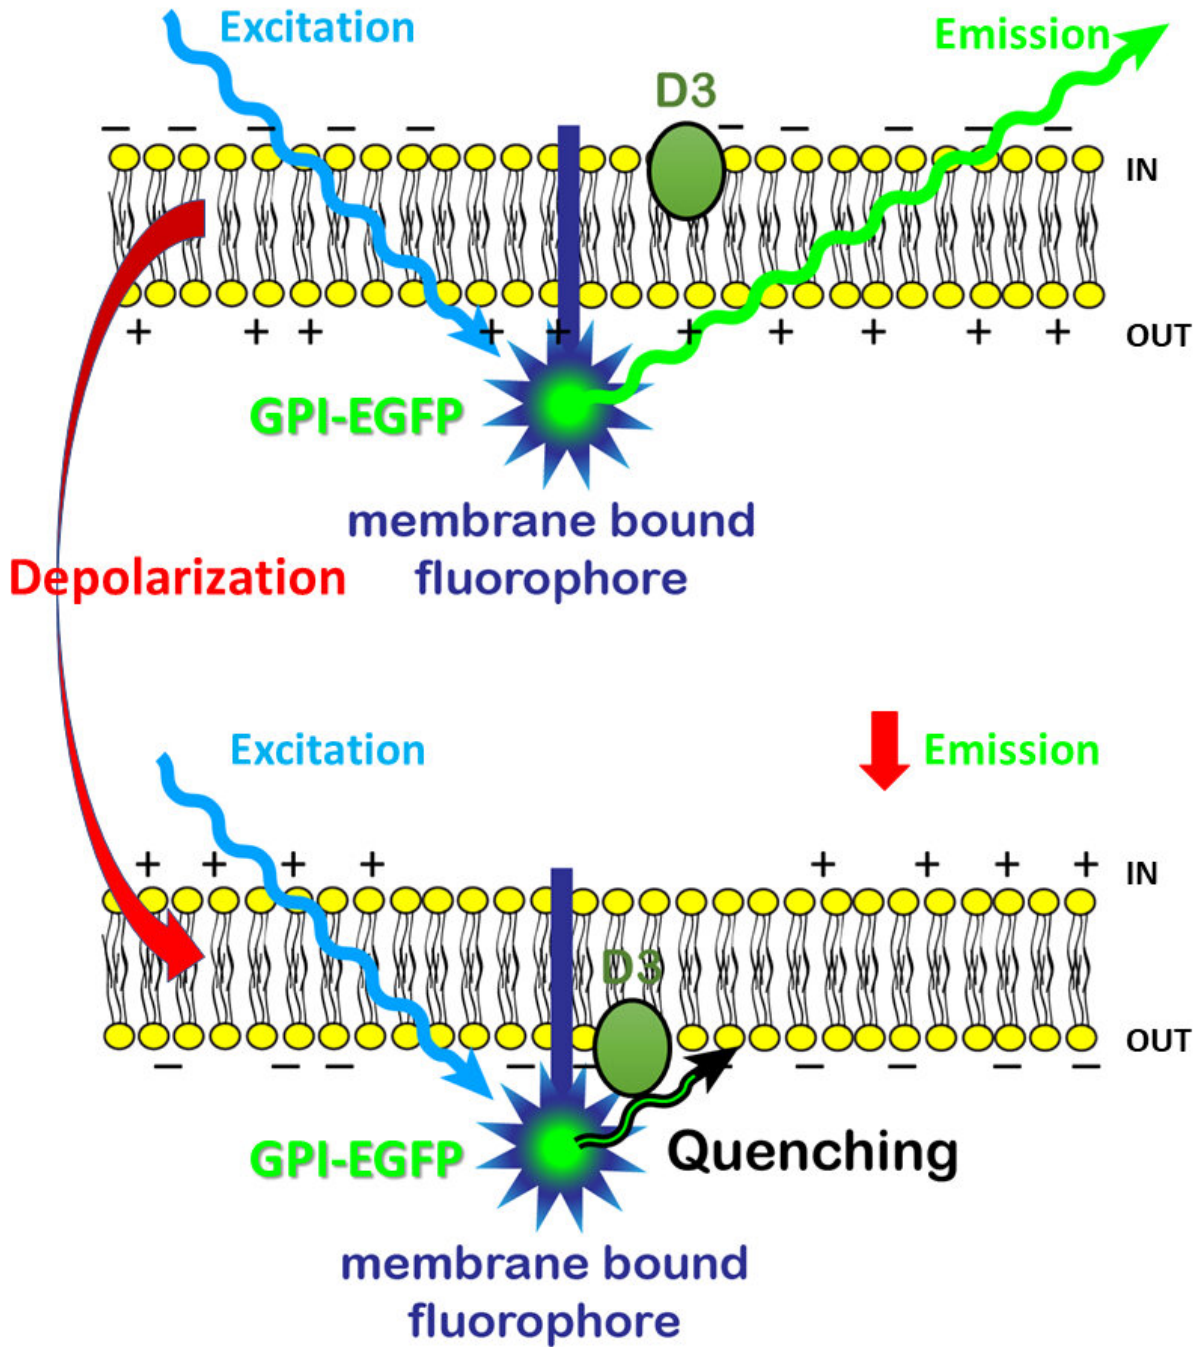 Excitation
Emission
D3
− − − − − − − − − −
IN
+ + + + + + + + + +
OUT
GPI-EGFP
membrane bound
fluorophore
Depolarization
Excitation
Emission
+ + + + + + + +
IN
D3
OUT
− − − − − − − − −
GPI-EGFP
Quenching
membrane bound
fluorophore